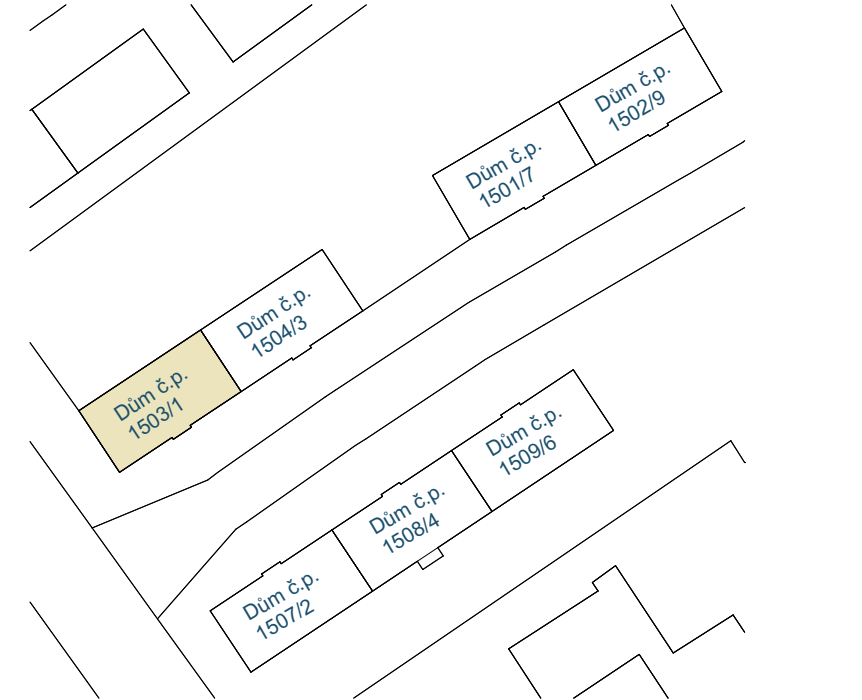 Dům č.p.
1502/9
Dům č.p.
1501/7
Dům č.p.
1504/3
Dům č.p.
1503/1
Dům č.p.
1509/6
Dům č.p.
1508/4
Dům č.p.
1507/2